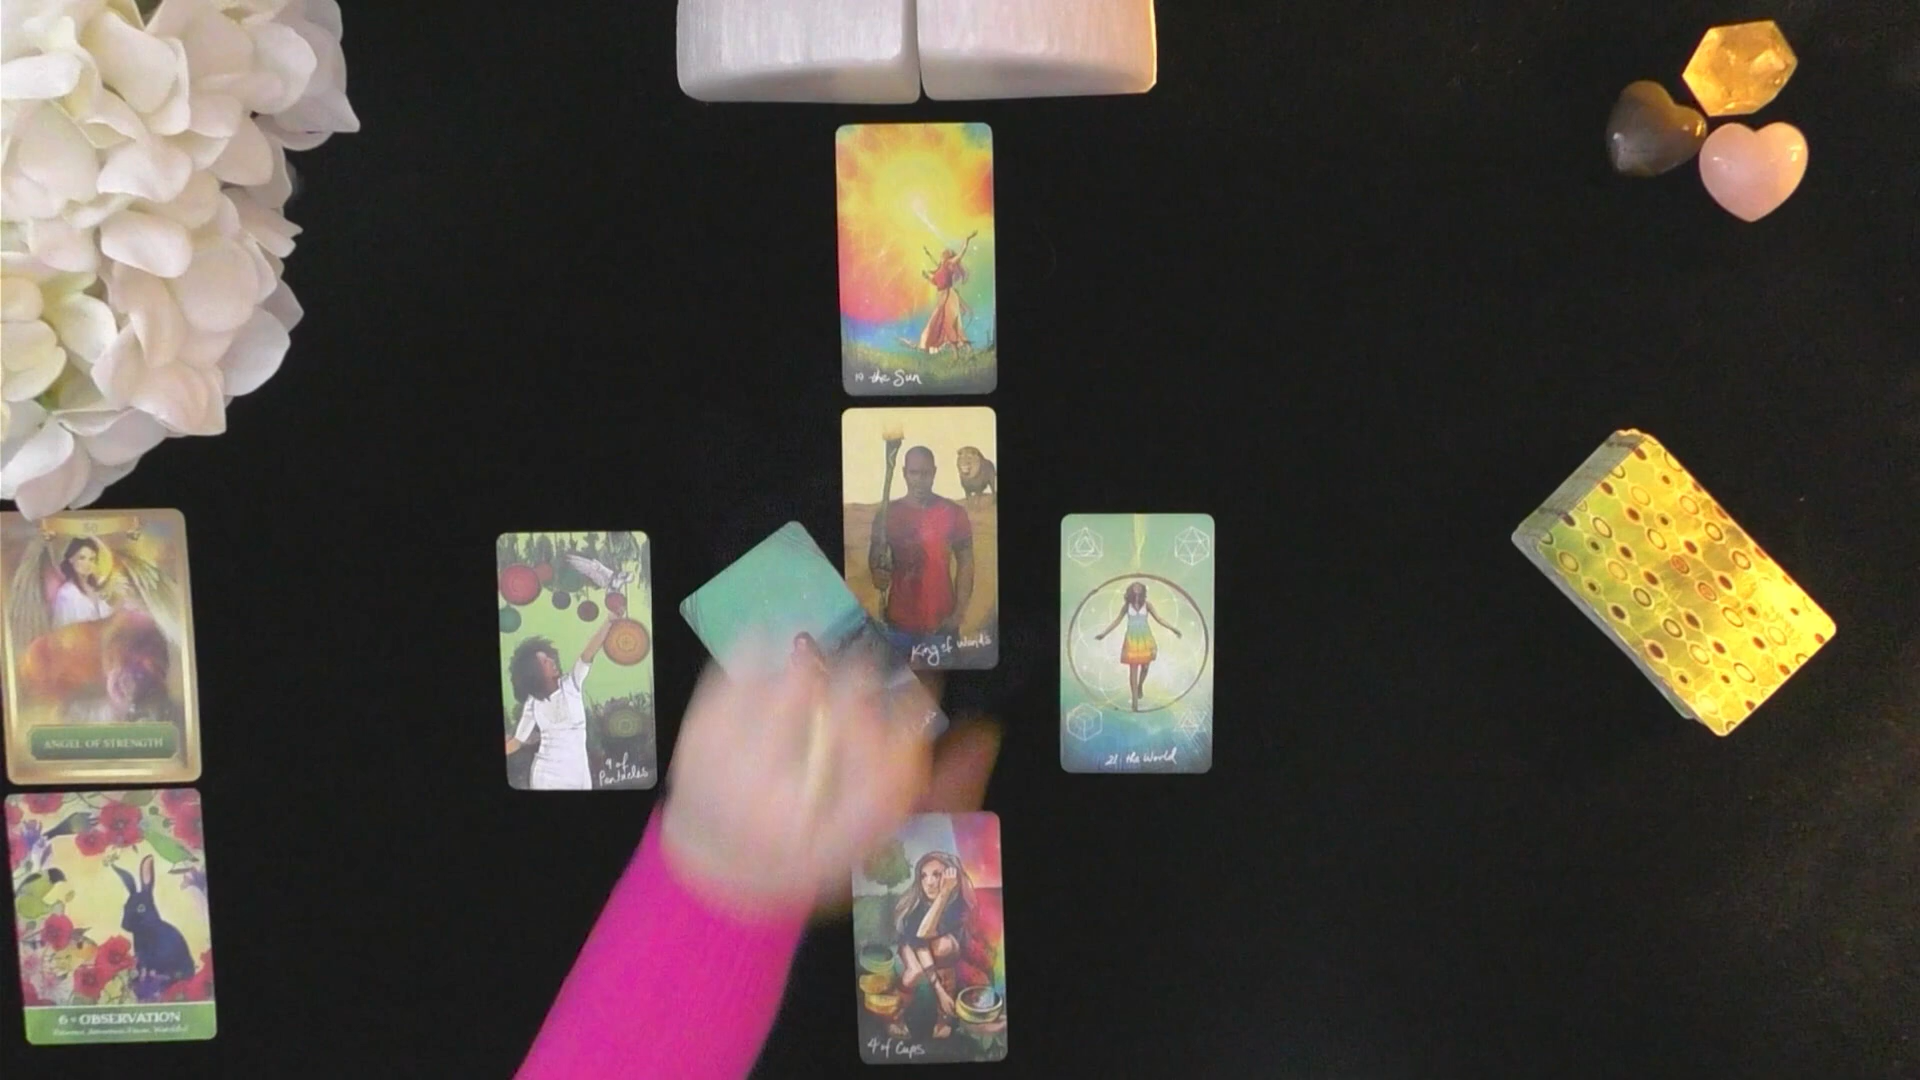 19 the Sun
King of Wands
9 of
Pentacles
21 the World
ANGEL OF STRENGTH
6 - OBSERVATION
4 of Cups